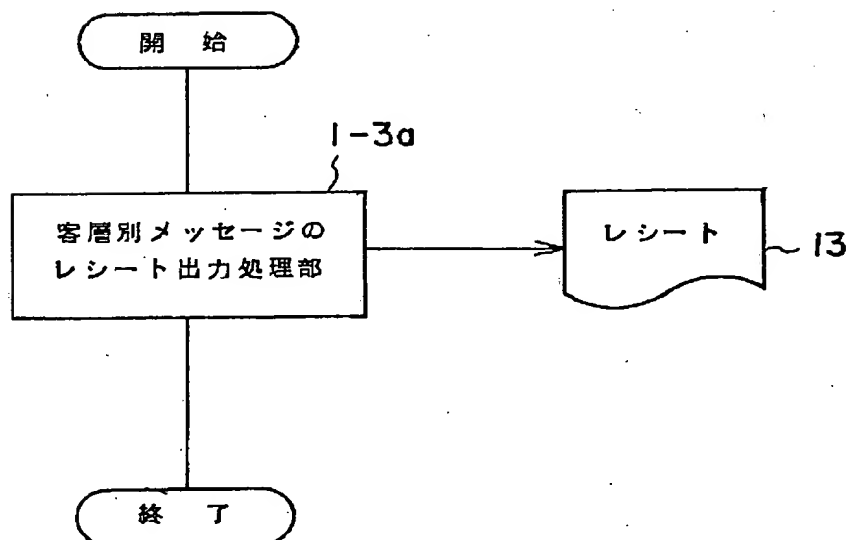 開 始
1-3a
客層別メッセージの
レシート出力処理部
レシート
13
終 了